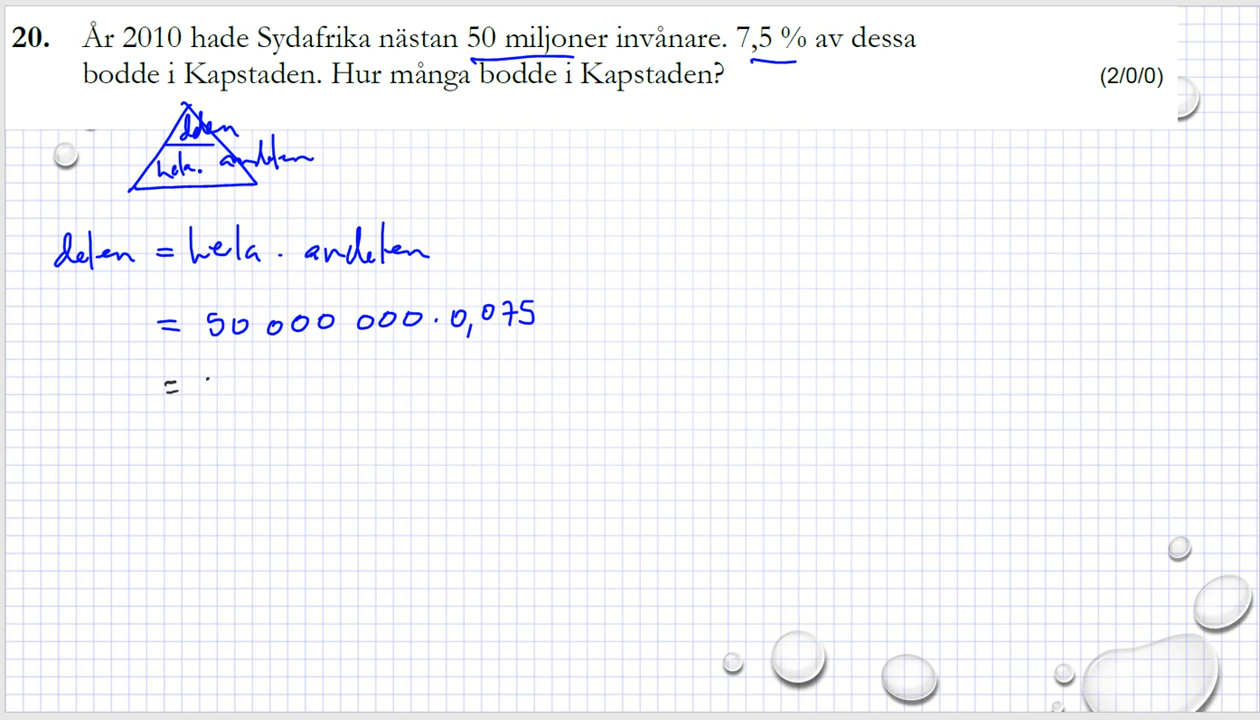 20. År 2010 hade Sydafrika nästan 50 miljoner invånare. 7,5 % av dessa
bodde i Kapstaden. Hur många bodde i Kapstaden?
(2/0/0)
delen
hela · andelen
delen = hela · andelen
= 50 000 000 · 0,075
=